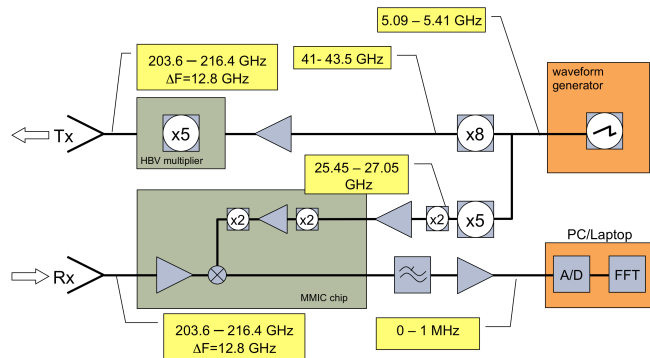 5.09 – 5.41 GHz
203.6 – 216.4 GHz
ΔF=12.8 GHz
41- 43.5 GHz
waveform
generator
Tx
x5
x8
HBV multiplier
25.45 – 27.05
GHz
x2
x2
x2
x5
PC/Laptop
Rx
A/D
FFT
MMIC chip
203.6 – 216.4 GHz
ΔF=12.8 GHz
0 – 1 MHz